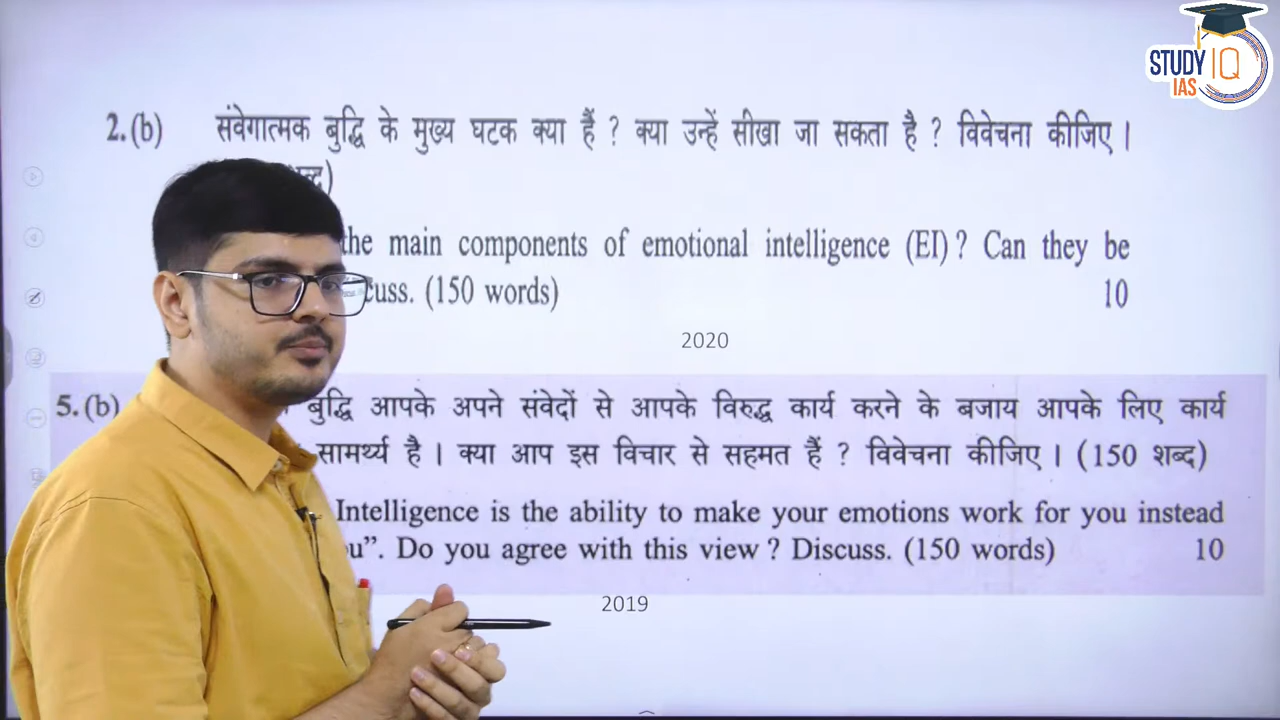 STUDY IQ
IAS
2.(b) संवेगात्मक बुद्धि के मुख्य घटक क्या हैं ? क्या उन्हें सीखा जा सकता है ? विवेचना कीजिए ।
the main components of emotional intelligence (EI) ? Can they be
cuss. (150 words) 10
2020
5.(b) बुद्धि आपके अपने संवेदों से आपके विरुद्ध कार्य करने के बजाय आपके लिए कार्य
सामर्थ्य है । क्या आप इस विचार से सहमत हैं ? विवेचना कीजिए । (150 शब्द)
Intelligence is the ability to make your emotions work for you instead
u”. Do you agree with this view ? Discuss. (150 words) 10
2019